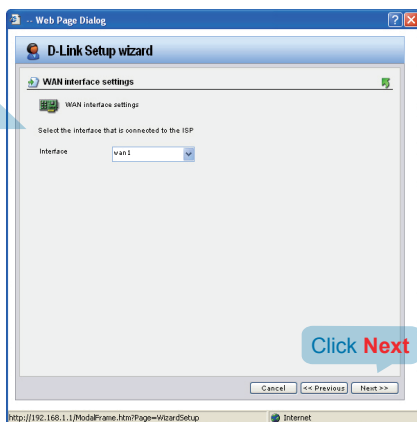 -- Web Page Dialog
D-Link Setup wizard
WAN interface settings
WAN interface settings
Select the interface that is connected to the ISP
Interface wan1
Click Next
Cancel << Previous Next >>
http://192.168.1.1/ModalFrame.htm?Page=WizardSetup Internet